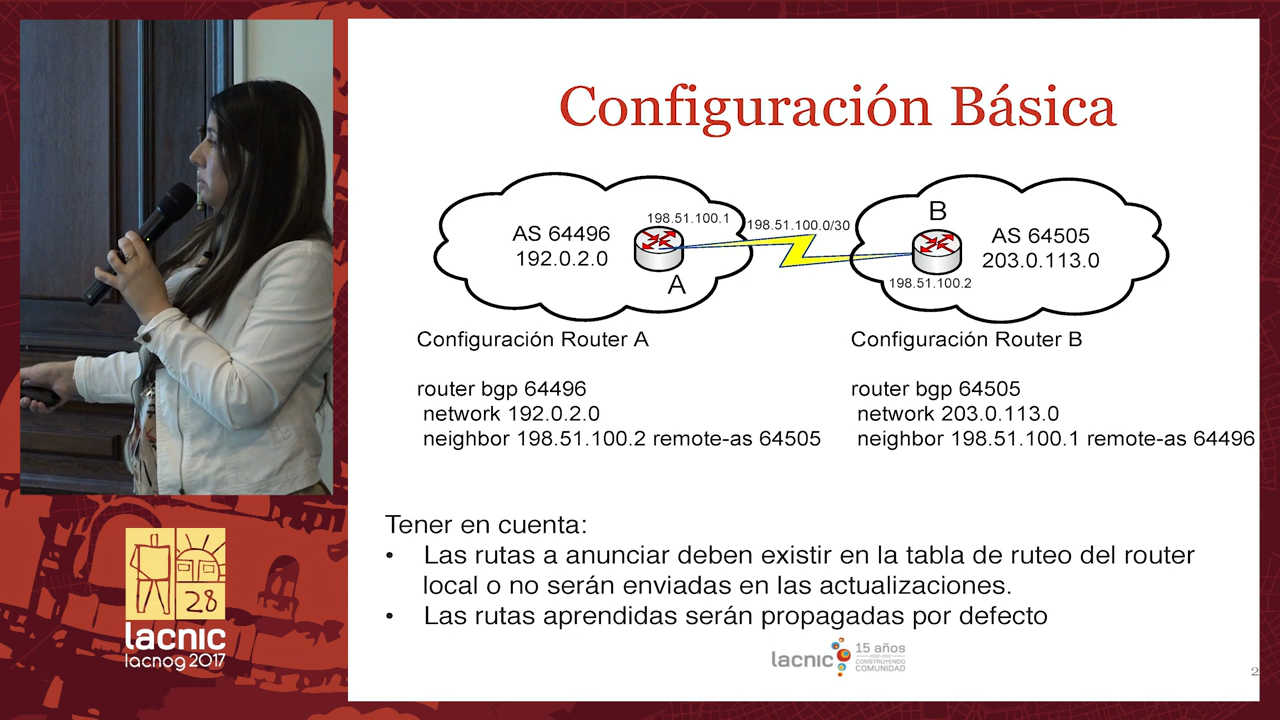 Configuración Básica
198.51.100.1
198.51.100.0/30
B
AS 64496
192.0.2.0
AS 64505
203.0.113.0
A
198.51.100.2
Configuración Router A
router bgp 64496
network 192.0.2.0
neighbor 198.51.100.2 remote-as 64505
Configuración Router B
router bgp 64505
network 203.0.113.0
neighbor 198.51.100.1 remote-as 64496
Tener en cuenta:
• Las rutas a anunciar deben existir en la tabla de ruteo del router
local o no serán enviadas en las actualizaciones.
• Las rutas aprendidas serán propagadas por defecto
lacnic
15 años
2002-2017
CONSTRUYENDO
COMUNIDAD
2
28
lacnic
lacnog 2017